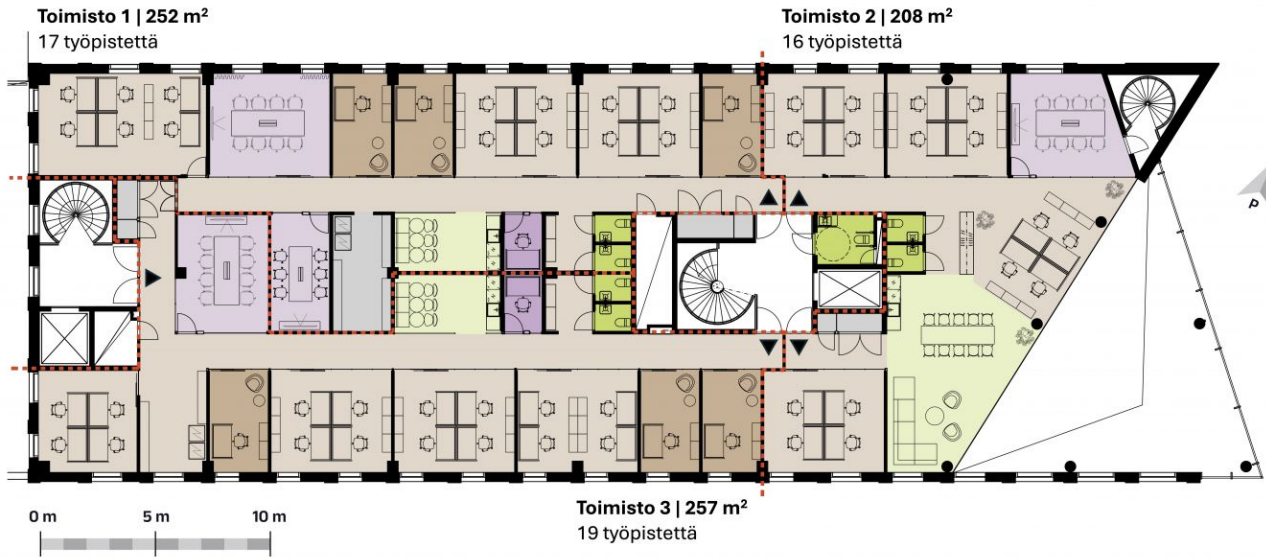 Toimisto 1 | 252 m²
17 työpistettä
Toimisto 2 | 208 m²
16 työpistettä
P
Toimisto 3 | 257 m²
19 työpistettä
0 m 5 m 10 m